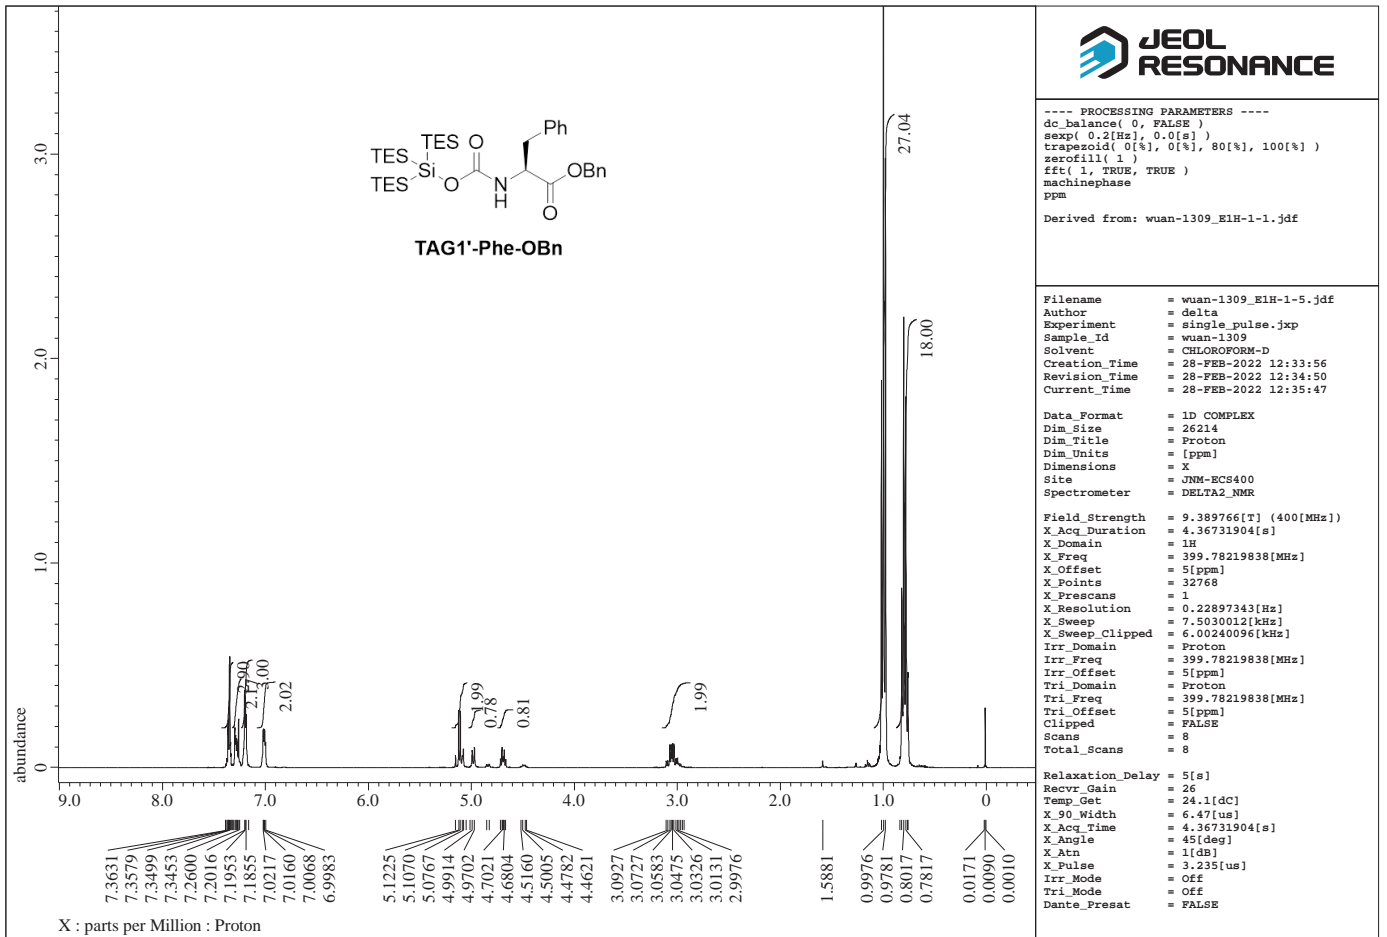 JEOL
RESONANCE
---- PROCESSING PARAMETERS ----
dc_balance( 0, FALSE )
sexp( 0.2[Hz], 0.0[s] )
trapezoid( 0[%], 0[%], 80[%], 100[%] )
zerofill( 1 )
fft( 1, TRUE, TRUE )
machinephase
ppm
Derived from: wuan-1309_E1H-1-1.jdf
Filename = wuan-1309_E1H-1-5.jdf
Author = delta
Experiment = single_pulse.jxp
Sample_Id = wuan-1309
Solvent = CHLOROFORM-D
Creation_Time = 28-FEB-2022 12:33:56
Revision_Time = 28-FEB-2022 12:34:50
Current_Time = 28-FEB-2022 12:35:47
Data_Format = 1D COMPLEX
Dim_Size = 26214
Dim_Title = Proton
Dim_Units = [ppm]
Dimensions = X
Site = JNM-ECS400
Spectrometer = DELTA2_NMR
Field_Strength = 9.389766[T] (400[MHz])
X_Acq_Duration = 4.36731904[s]
X_Domain = 1H
X_Freq = 399.78219838[MHz]
X_Offset = 5[ppm]
X_Points = 32768
X_Prescans = 1
X_Resolution = 0.22897343[Hz]
X_Sweep = 7.5030012[kHz]
X_Sweep_Clipped = 6.00240096[kHz]
Irr_Domain = Proton
Irr_Freq = 399.78219838[MHz]
Irr_Offset = 5[ppm]
Tri_Domain = Proton
Tri_Freq = 399.78219838[MHz]
Tri_Offset = 5[ppm]
Clipped = FALSE
Scans = 8
Total_Scans = 8
Relaxation_Delay = 5[s]
Recvr_Gain = 26
Temp_Get = 24.1[dC]
X_90_Width = 6.47[us]
X_Acq_Time = 4.36731904[s]
X_Angle = 45[deg]
X_Atn = 1[dB]
X_Pulse = 3.235[us]
Irr_Mode = Off
Tri_Mode = Off
Dante_Presat = FALSE
Ph
TES
TES
TES
Si
O
O
N
H
O
OBn
TAG1'-Phe-OBn
abundance
0
1.0
2.0
3.0
2.90
2.17
3.00
2.02
1.99
0.78
0.81
1.99
27.04
18.00
9.0
8.0
7.0
6.0
5.0
4.0
3.0
2.0
1.0
0
7.3631
7.3579
7.3499
7.3453
7.2600
7.2016
7.1953
7.1855
7.0217
7.0160
7.0068
6.9983
5.1225
5.1070
5.0767
4.9914
4.9702
4.7021
4.6804
4.5160
4.5005
4.4782
4.4621
3.0927
3.0727
3.0583
3.0475
3.0326
3.0131
2.9976
1.5881
0.9976
0.9781
0.8017
0.7817
0.0171
0.0090
0.0010
X : parts per Million : Proton